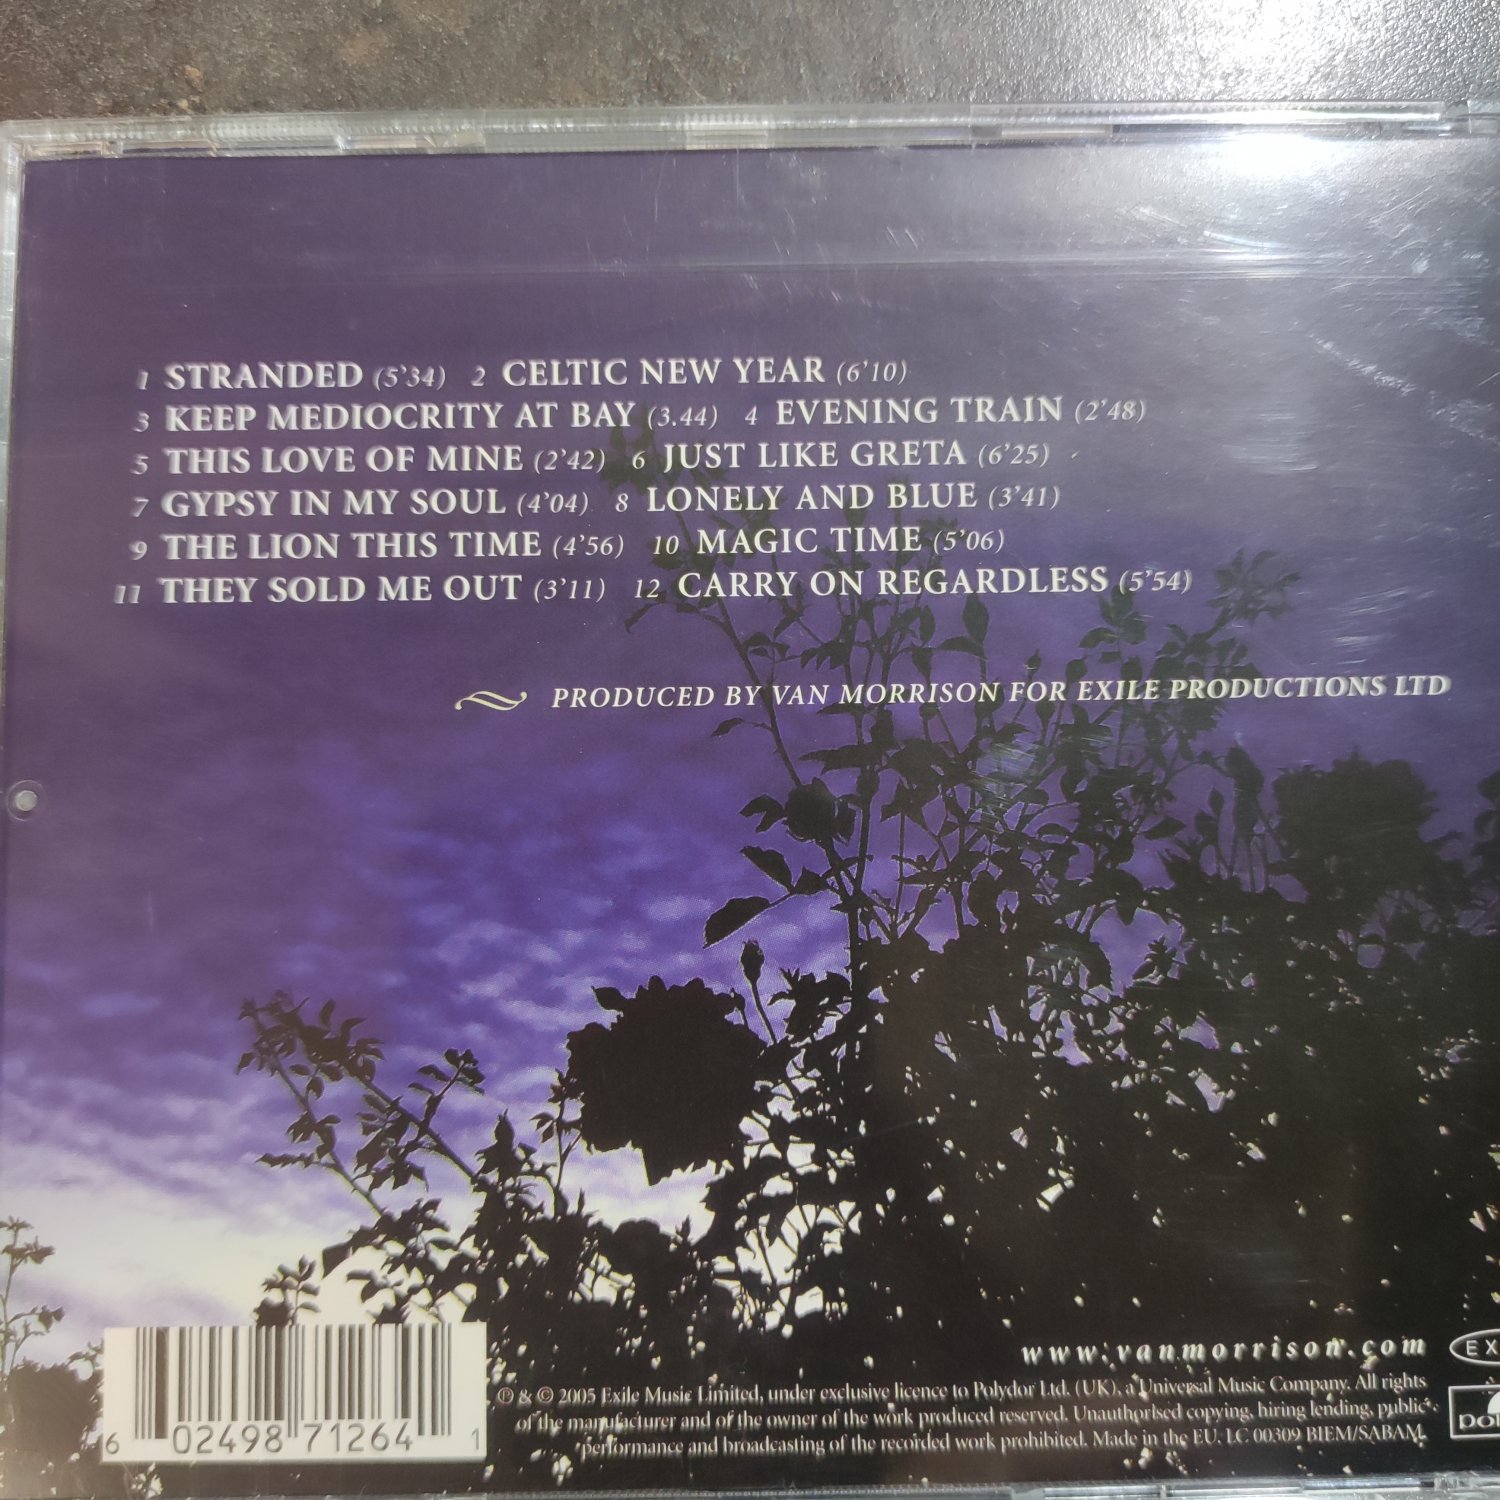 1 STRANDED (5'34) 2 CELTIC NEW YEAR (6'10)
3 KEEP MEDIOCRITY AT BAY (3.44) 4 EVENING TRAIN (2'48)
5 THIS LOVE OF MINE (2'42) 6 JUST LIKE GRETA (6'25)
7 GYPSY IN MY SOUL (4'04) 8 LONELY AND BLUE (3'41)
9 THE LION THIS TIME (4'56) 10 MAGIC TIME (5'06)
11 THEY SOLD ME OUT (3'11) 12 CARRY ON REGARDLESS (5'54)
PRODUCED BY VAN MORRISON FOR EXILE PRODUCTIONS LTD
www.vanmorrison.com
℗ & © 2005 Exile Music Limited, under exclusive licence to Polydor Ltd. (UK), a Universal Music Company. All rights
of the manufacturer and of the owner of the work produced reserved. Unauthorised copying, hiring lending, public
performance and broadcasting of the recorded work prohibited. Made in the EU. LC 00309 BIEM/SABAM.
6 02498 71264 1